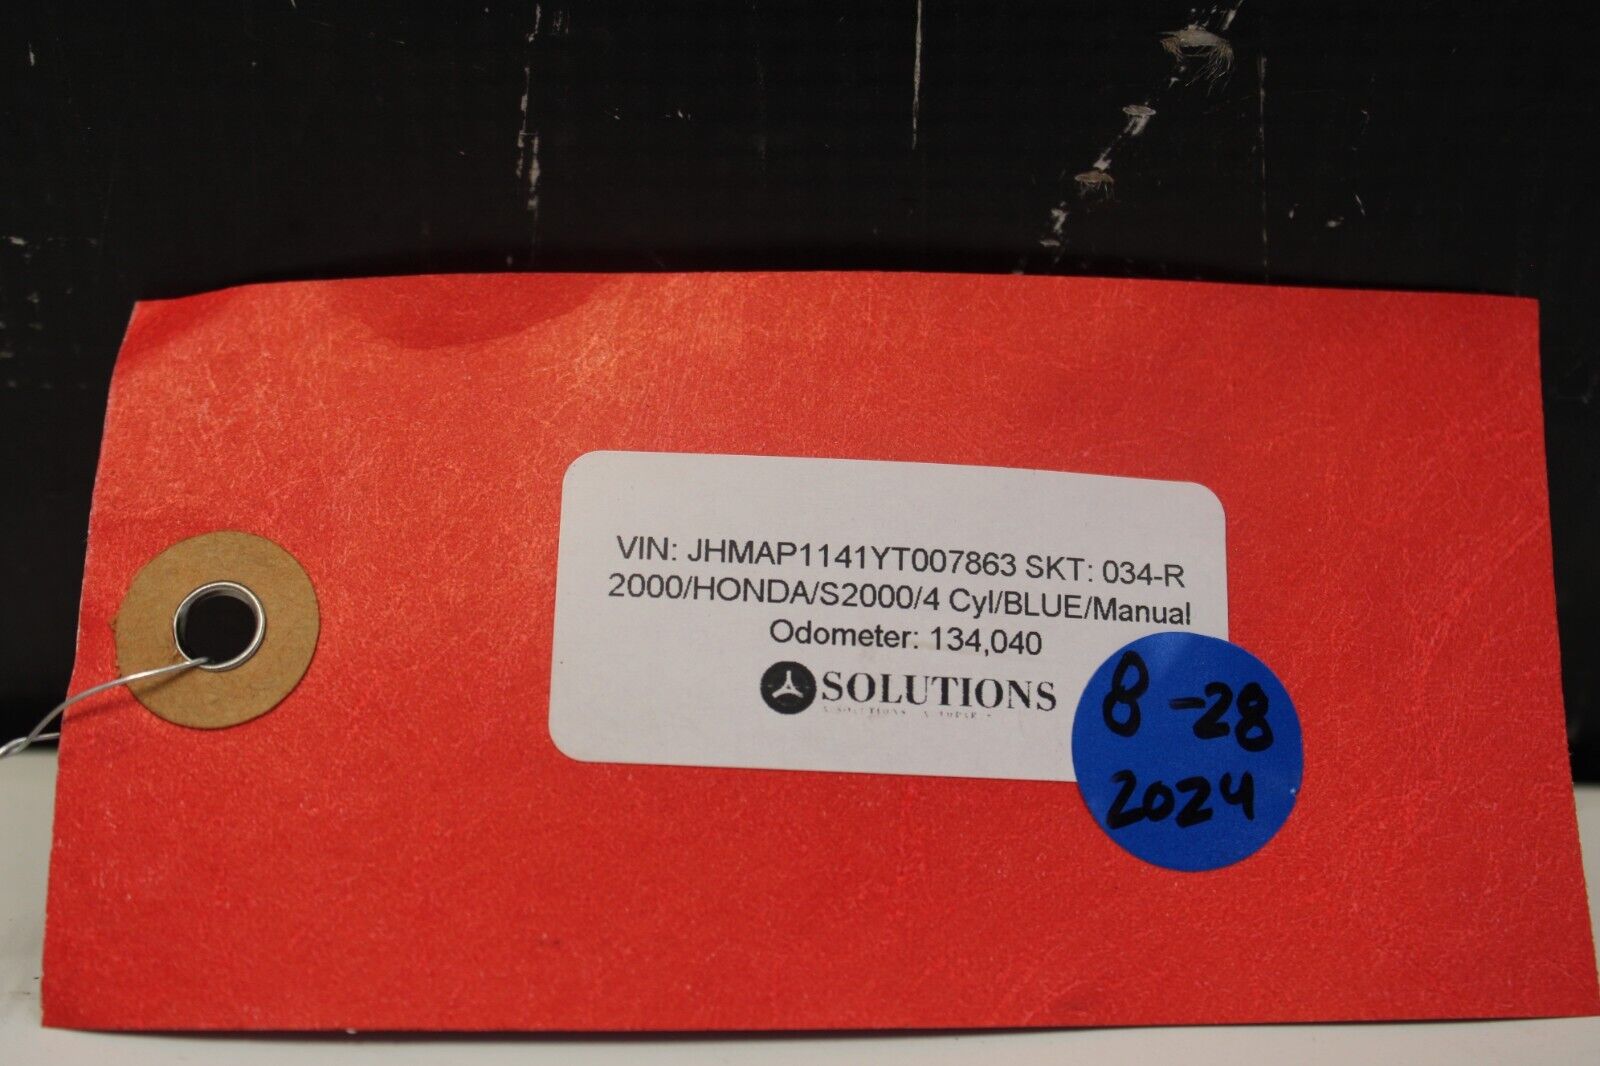 VIN: JHMAP1141YT007863 SKT: 034-R
2000/HONDA/S2000/4 Cyl/BLUE/Manual
Odometer: 134,040
SOLUTIONS
8-28
2024